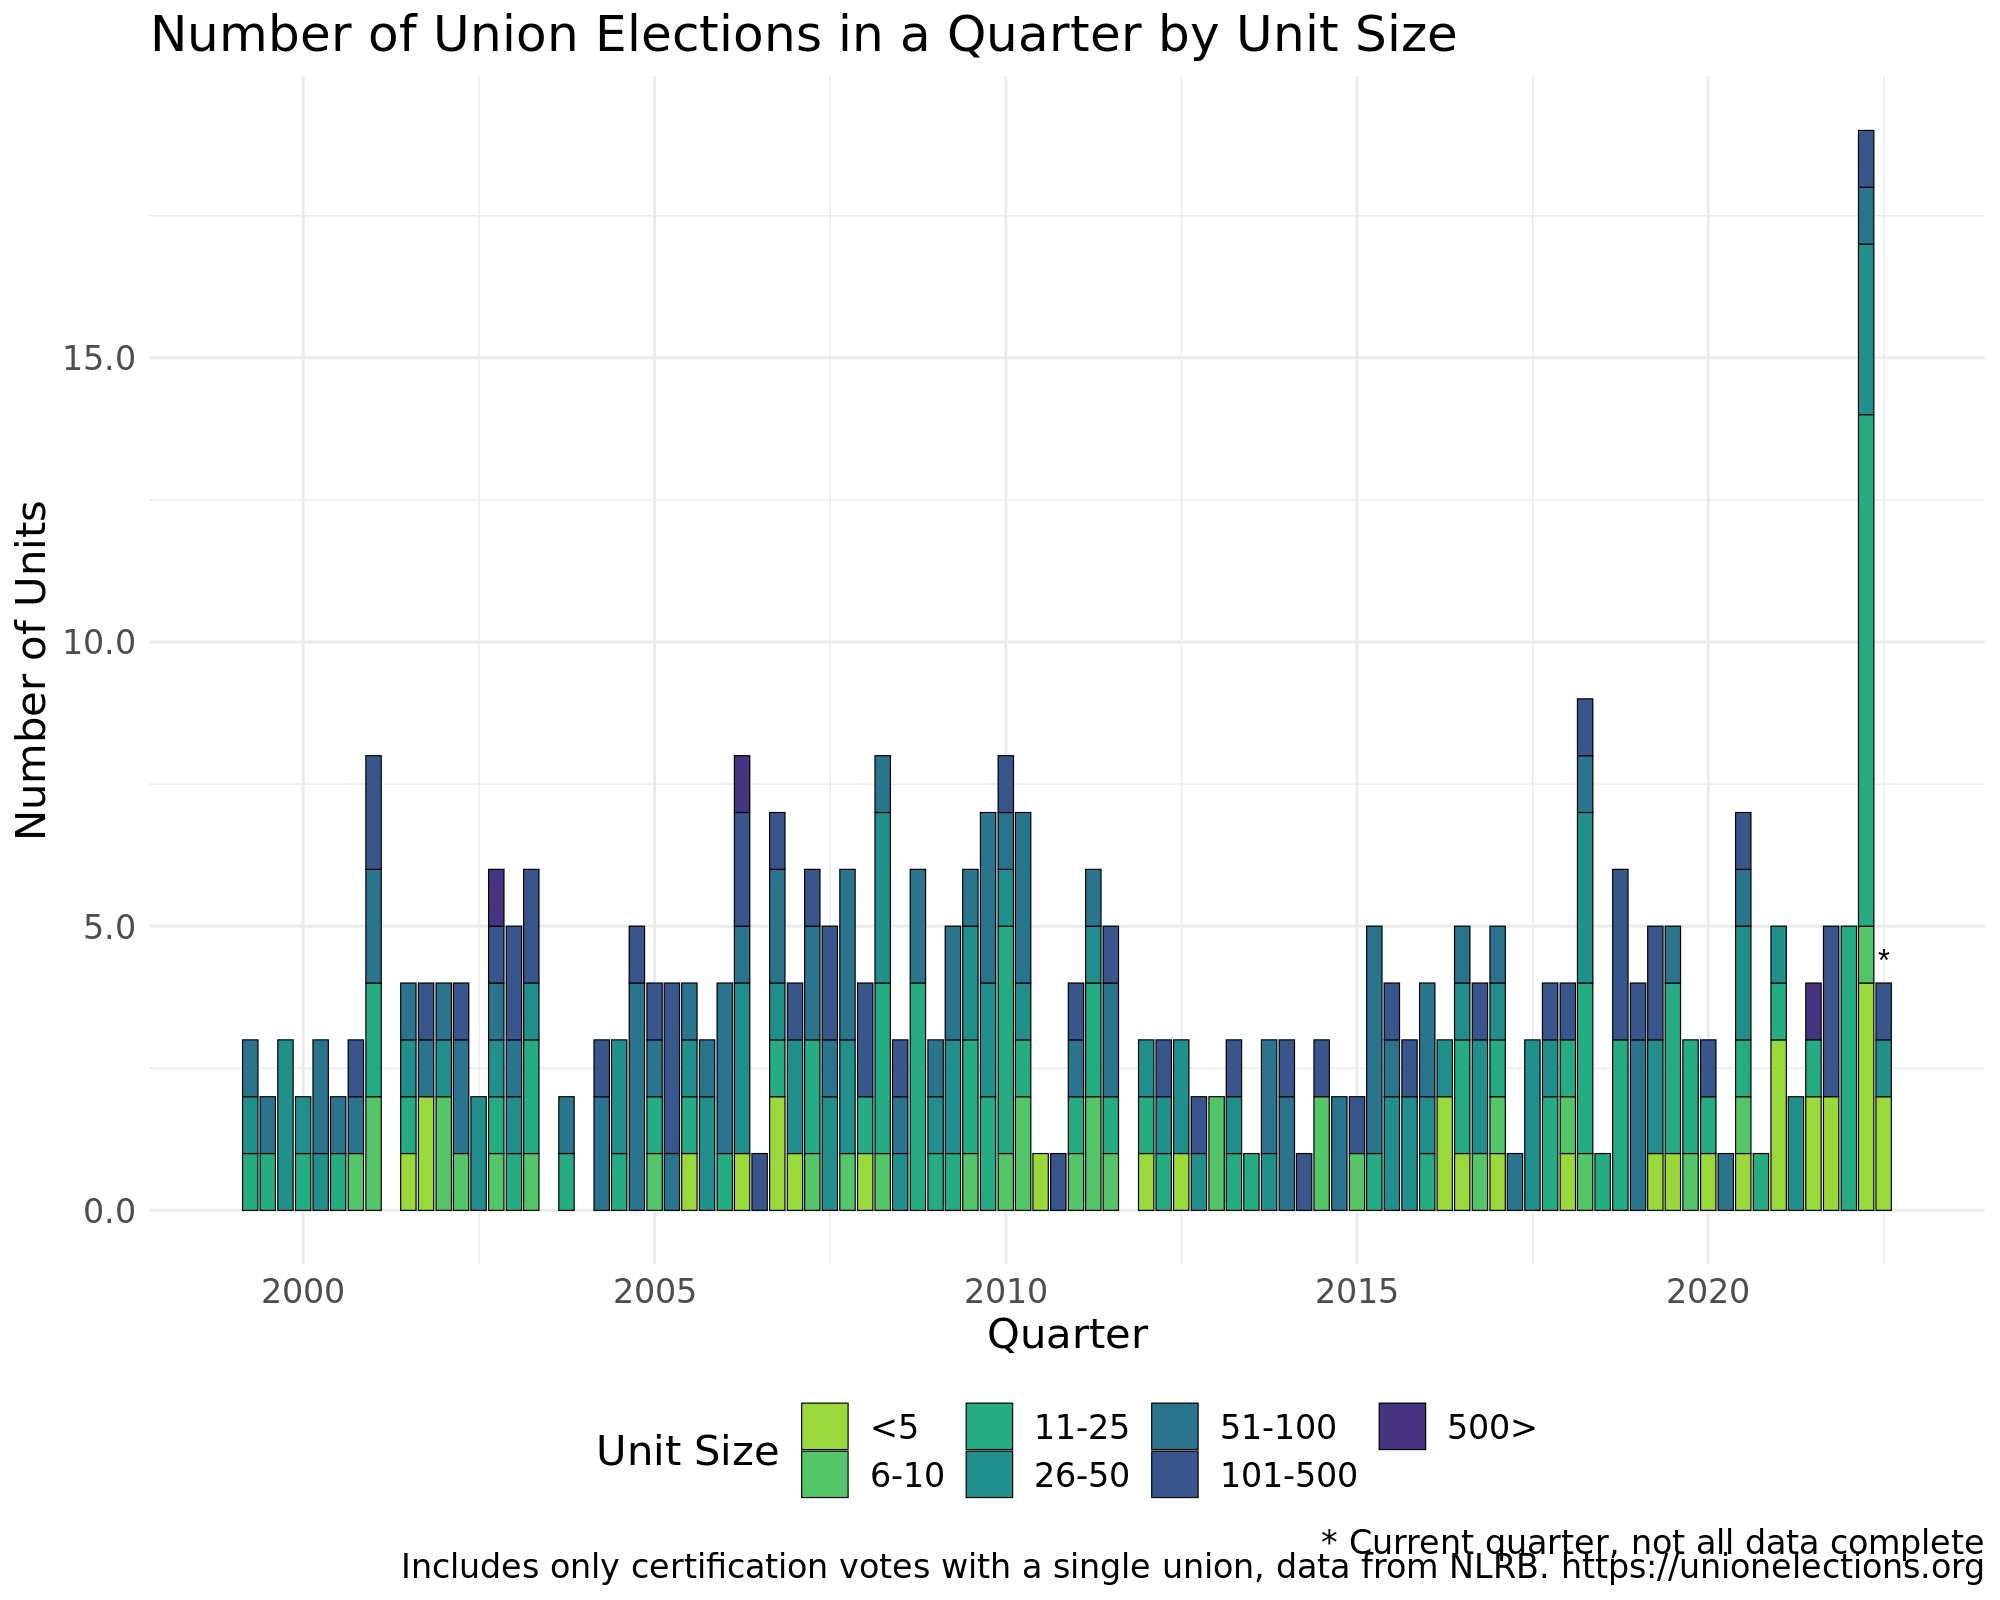 Number of Union Elections in a Quarter by Unit Size
Number of Units
15.0
10.0
5.0
0.0
*
2000 2005 2010 2015 2020
Quarter
Unit Size
<5 11-25 51-100 500>
6-10 26-50 101-500
* Current quarter, not all data complete
Includes only certification votes with a single union, data from NLRB. https://unionelections.org